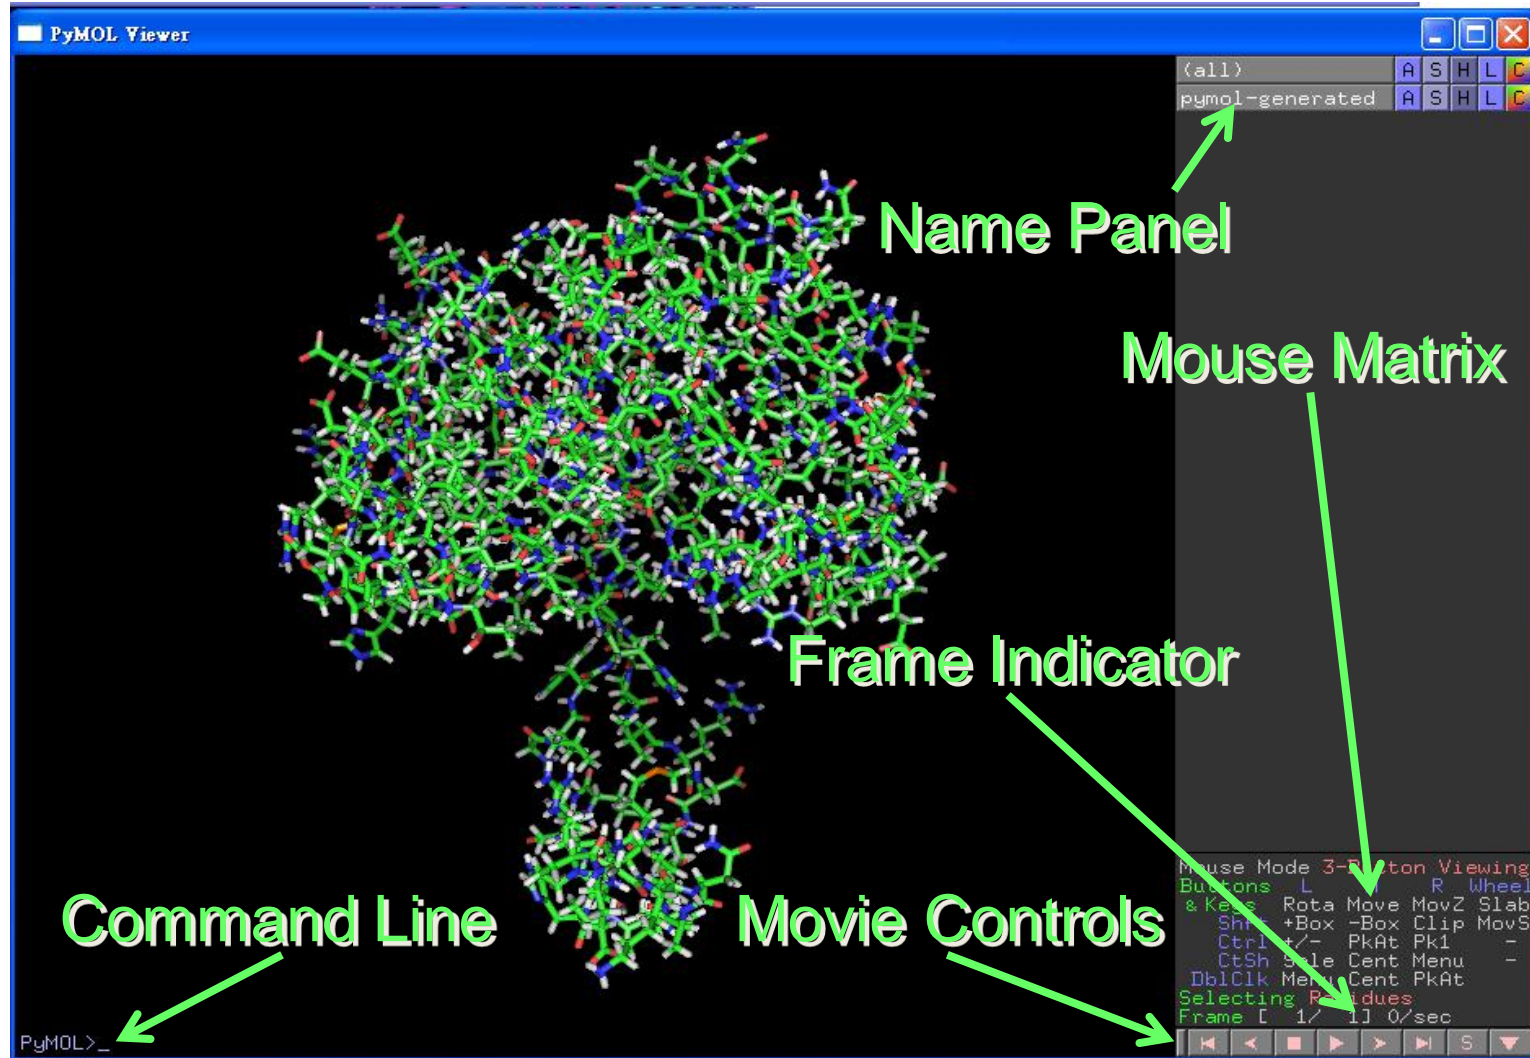 PyMOL Viewer
(all) A S H L C
pymol-generated A S H L C
Name Panel
Mouse Matrix
Frame Indicator
Command Line
Movie Controls
Mouse Mode 3-Button Viewing
Buttons L M R Wheel
& Keys Rota Move MovZ Slab
Shft +Box -Box Clip MovS
Ctrl +/- PkAt Pk1 -
CtSh Sele Cent Menu -
DblClk Menu Cent PkAt
Selecting Residues
Frame [ 1/ 1] 0/sec
PyMOL>_
S